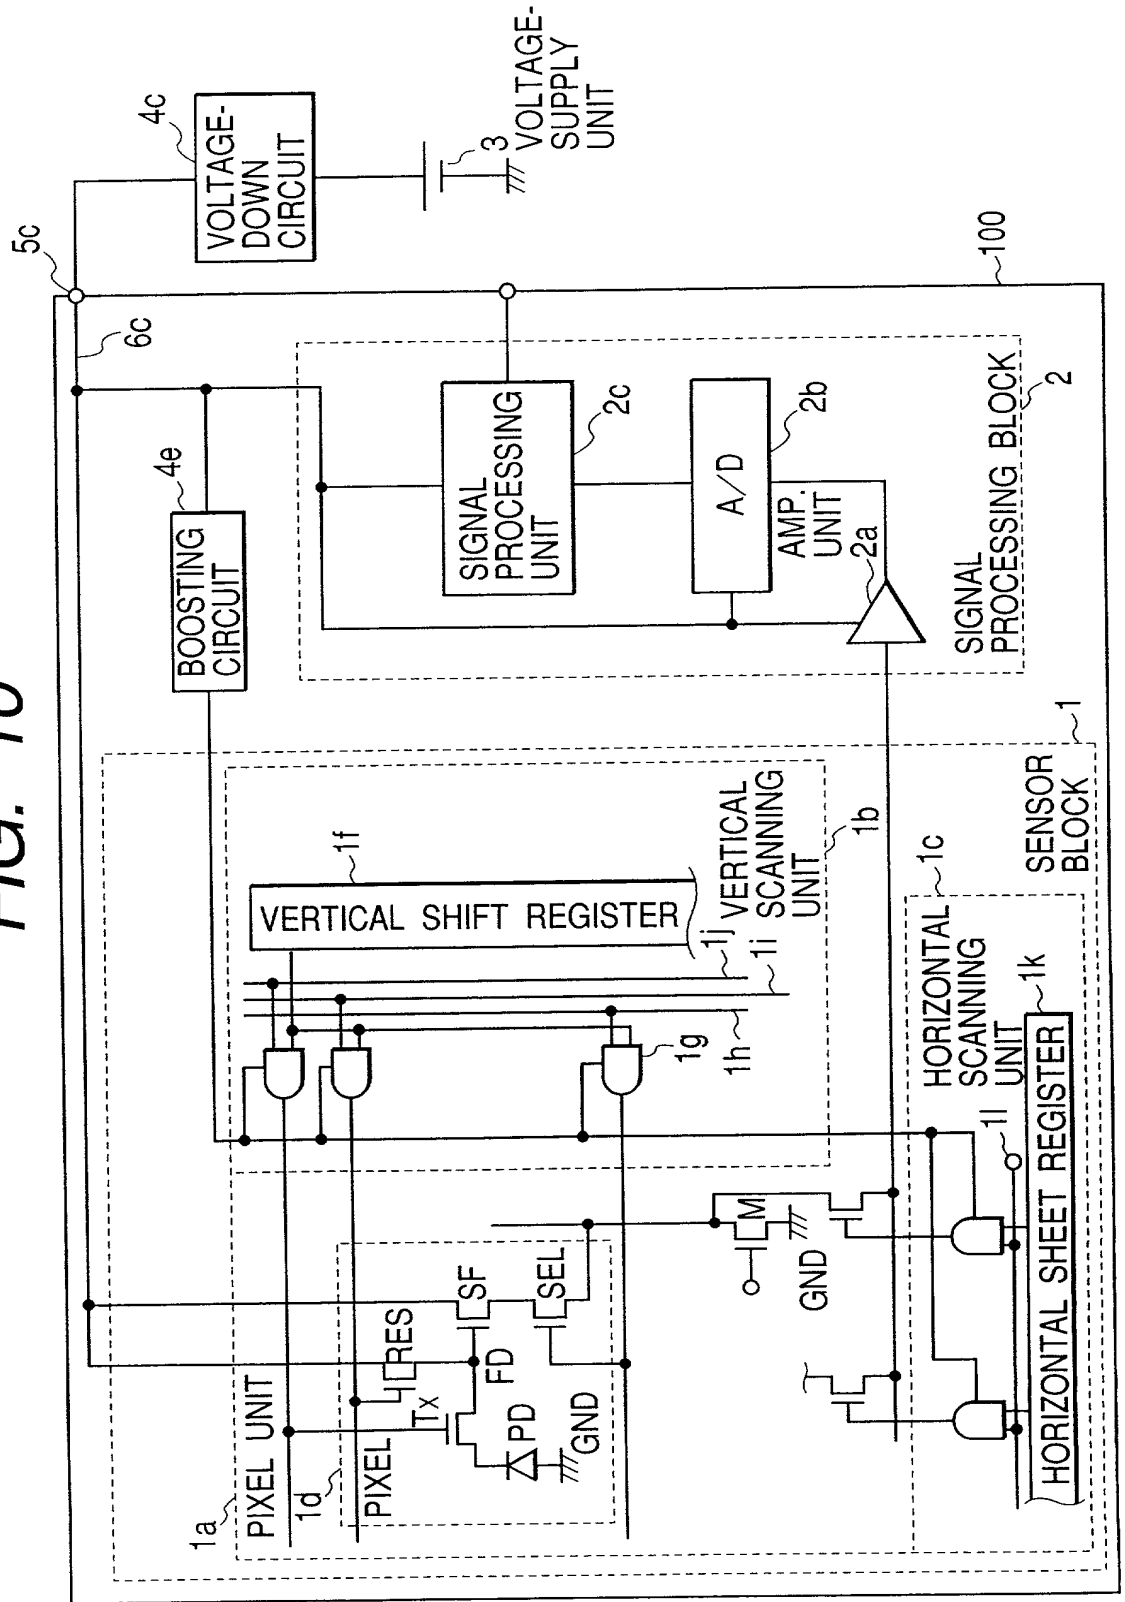 FIG. 10
5c
6c
4c
VOLTAGE-
DOWN
CIRCUIT
3
VOLTAGE-
SUPPLY
UNIT
100
4e
BOOSTING
CIRCUIT
SIGNAL
PROCESSING
UNIT
2c
A/D
2b
AMP.
UNIT
2a
SIGNAL
PROCESSING BLOCK
2
1
SENSOR
BLOCK
1f
VERTICAL SHIFT REGISTER
VERTICAL
SCANNING
UNIT
1b
1j
1i
1h
1g
1a
PIXEL UNIT
1d
PIXEL
TX
RES
SF
SEL
FD
PD
GND
M
GND
1c
HORIZONTAL
SCANNING
UNIT
1k
1l
HORIZONTAL SHEET REGISTER